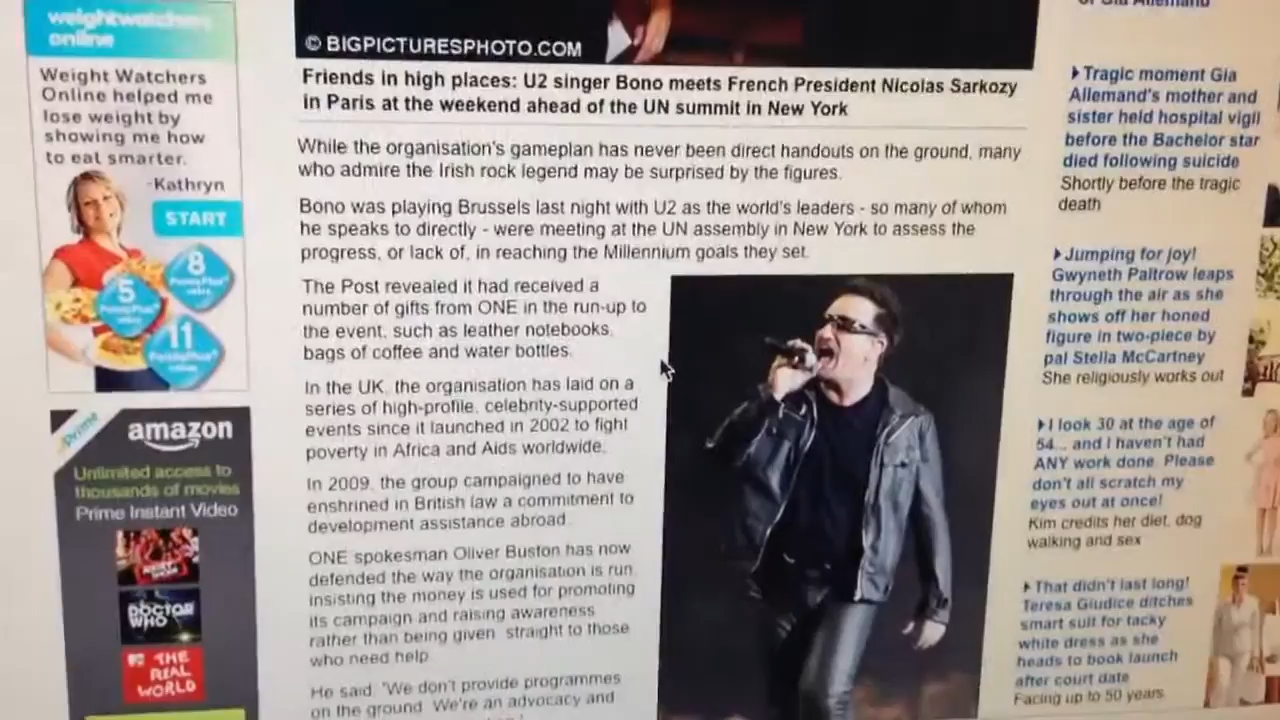 weightwatchers
online
Weight Watchers
Online helped me
lose weight by
showing me how
to eat smarter.
-Kathryn
START
8
5
11
Prime
amazon
Unlimited access to
thousands of movies
Prime Instant Video
DOCTOR
WHO
THE
REAL
WORLD
© BIGPICTURESPHOTO.COM
Friends in high places: U2 singer Bono meets French President Nicolas Sarkozy
in Paris at the weekend ahead of the UN summit in New York
While the organisation's gameplan has never been direct handouts on the ground, many
who admire the Irish rock legend may be surprised by the figures.
Bono was playing Brussels last night with U2 as the world's leaders - so many of whom
he speaks to directly - were meeting at the UN assembly in New York to assess the
progress, or lack of, in reaching the Millennium goals they set.
The Post revealed it had received a
number of gifts from ONE in the run-up to
the event, such as leather notebooks,
bags of coffee and water bottles.
In the UK, the organisation has laid on a
series of high-profile, celebrity-supported
events since it launched in 2002 to fight
poverty in Africa and Aids worldwide.
In 2009, the group campaigned to have
enshrined in British law a commitment to
development assistance abroad.
ONE spokesman Oliver Buston has now
defended the way the organisation is run,
insisting the money is used for promoting
its campaign and raising awareness
rather than being given straight to those
who need help.
He said, 'We don't provide programmes
on the ground. We're an advocacy and
Tragic moment Gia
Allemand's mother and
sister held hospital vigil
before the Bachelor star
died following suicide
Shortly before the tragic
death
Jumping for joy!
Gwyneth Paltrow leaps
through the air as she
shows off her honed
figure in two-piece by
pal Stella McCartney
She religiously works out
I look 30 at the age of
54... and I haven't had
ANY work done. Please
don't all scratch my
eyes out at once!
Kim credits her diet, dog
walking and sex
That didn't last long!
Teresa Giudice ditches
smart suit for tacky
white dress as she
heads to book launch
after court date
Facing up to 50 years